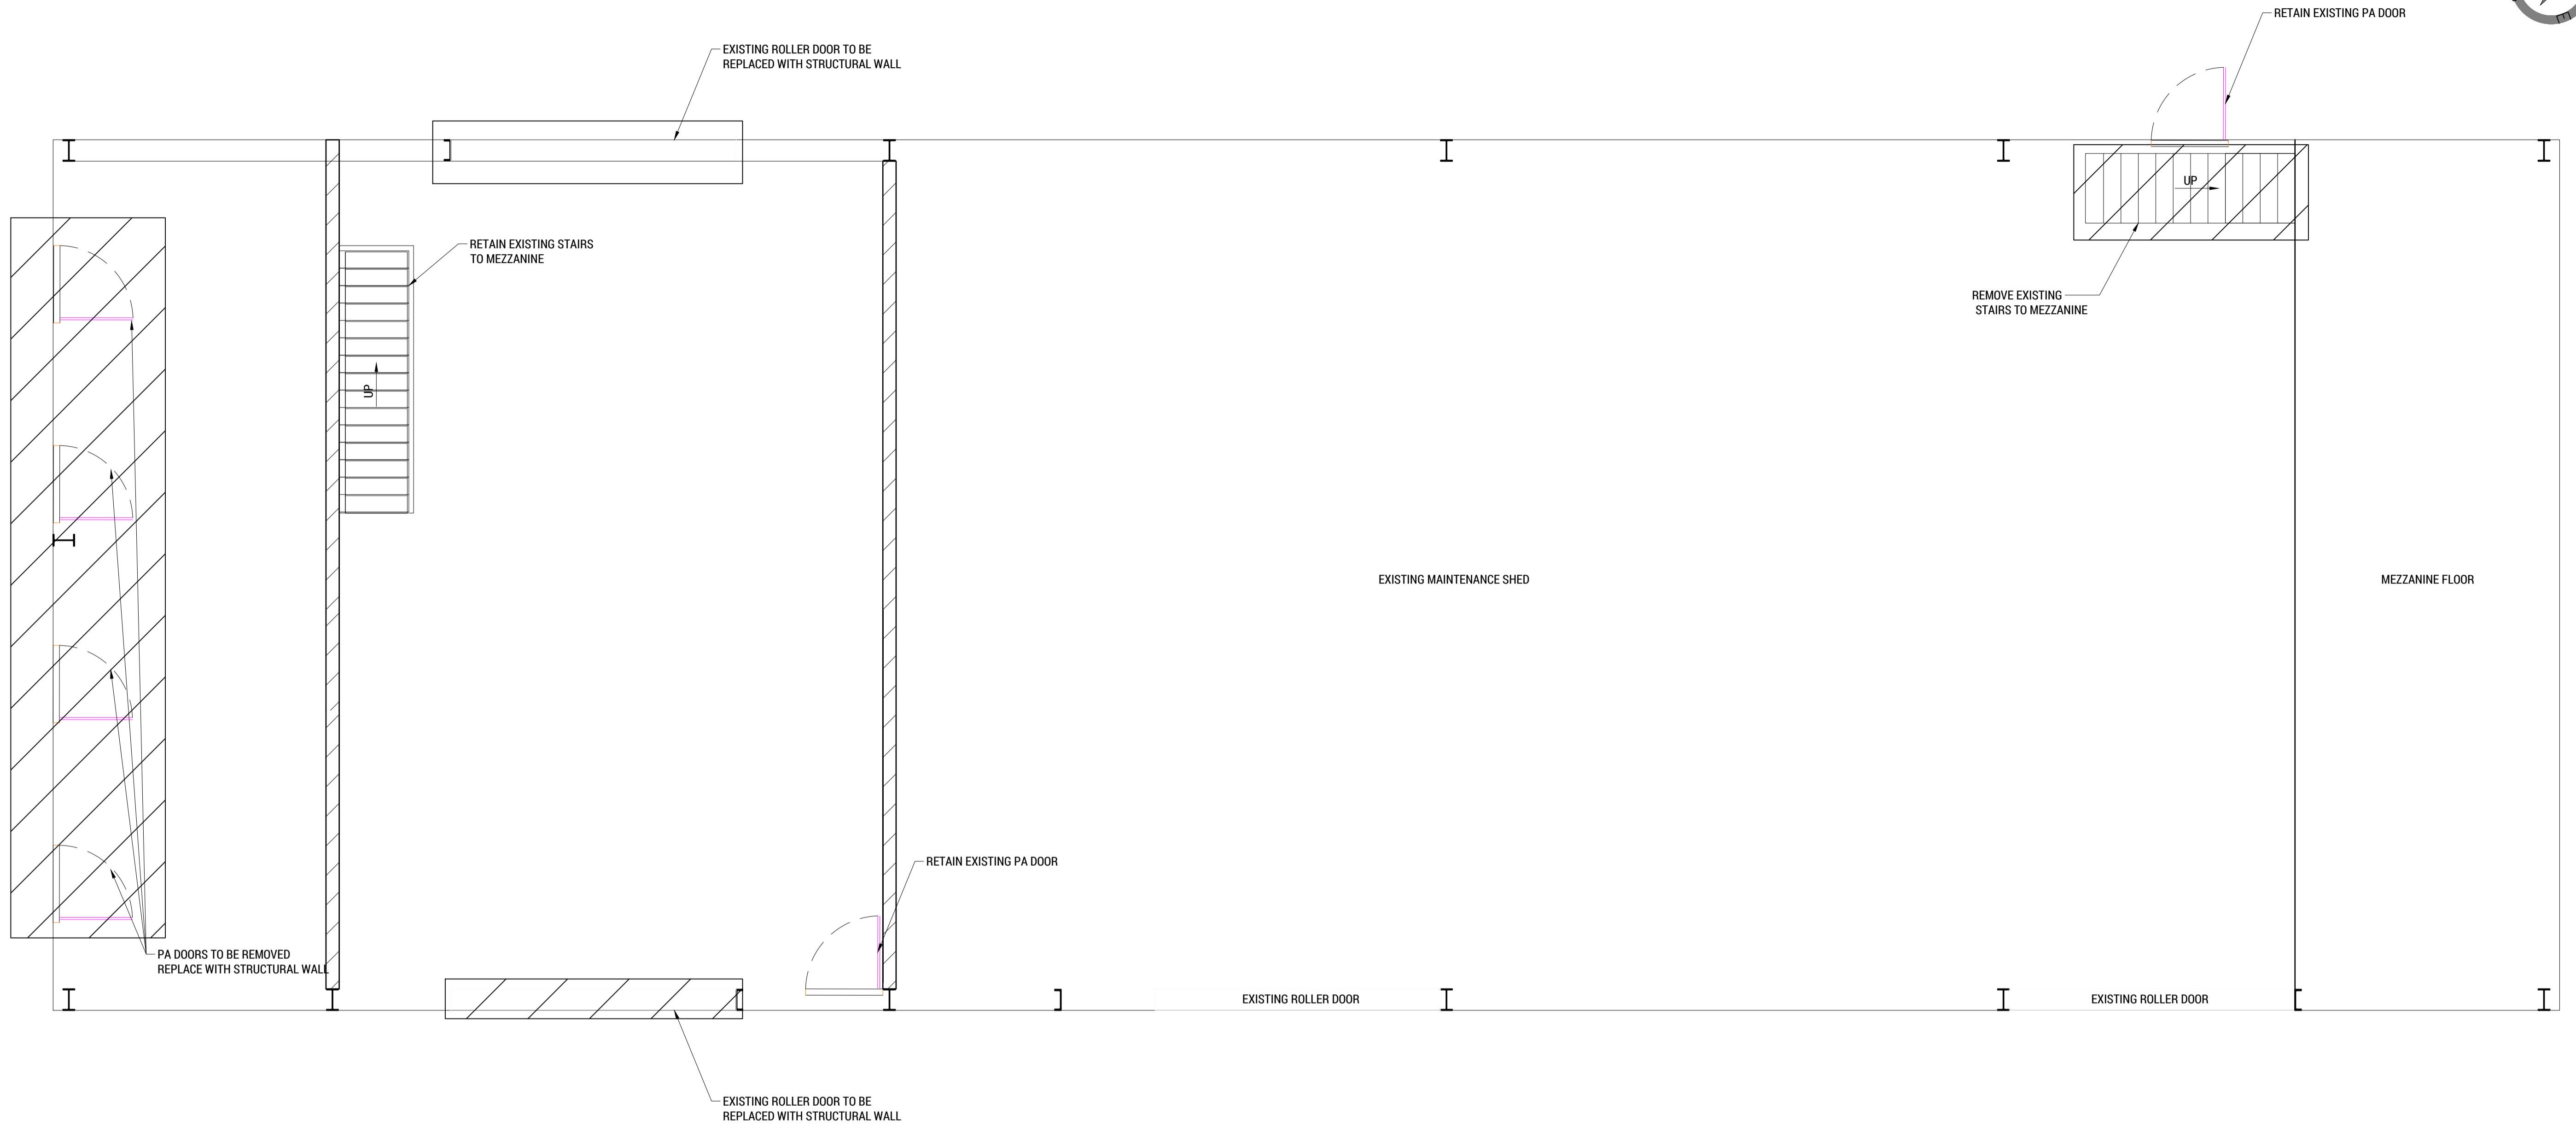 RETAIN EXISTING PA DOOR
EXISTING ROLLER DOOR TO BE
REPLACED WITH STRUCTURAL WALL
UP
RETAIN EXISTING STAIRS
TO MEZZANINE
REMOVE EXISTING
STAIRS TO MEZZANINE
UP
EXISTING MAINTENANCE SHED
MEZZANINE FLOOR
RETAIN EXISTING PA DOOR
PA DOORS TO BE REMOVED
REPLACE WITH STRUCTURAL WALL
EXISTING ROLLER DOOR
EXISTING ROLLER DOOR
EXISTING ROLLER DOOR TO BE
REPLACED WITH STRUCTURAL WALL